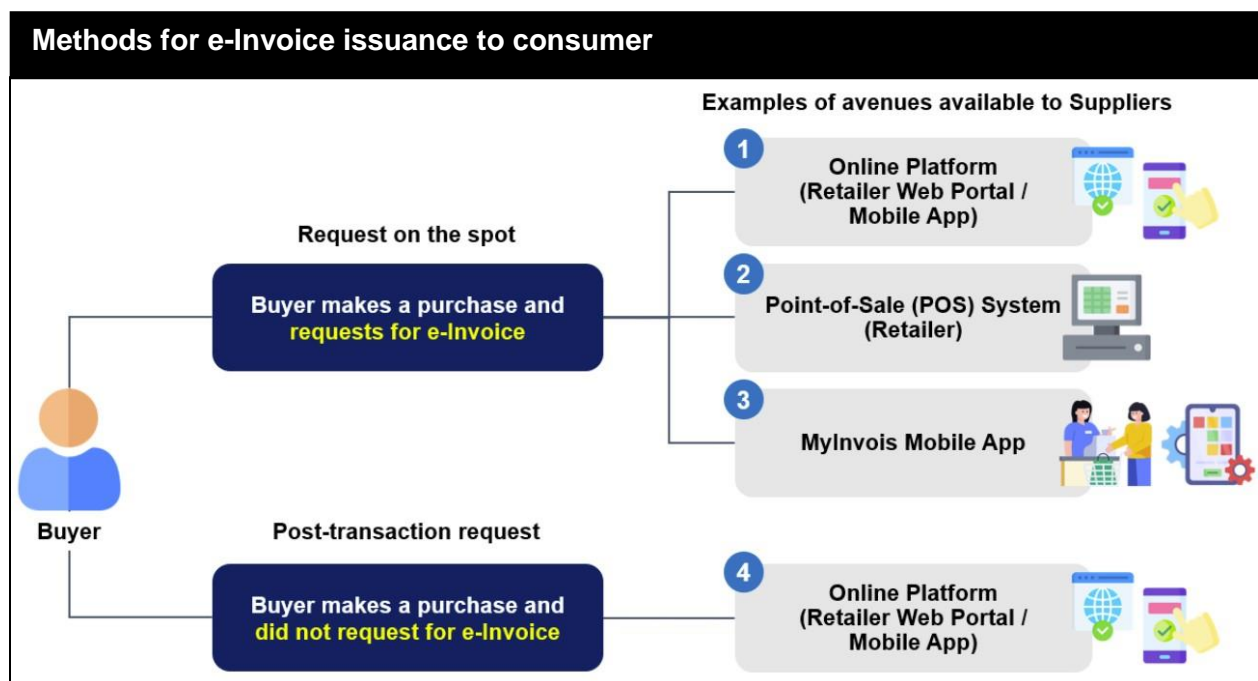 Methods for e-Invoice issuance to consumer
Examples of avenues available to Suppliers
1
Online Platform
(Retailer Web Portal /
Mobile App)
Request on the spot
Buyer makes a purchase and
requests for e-Invoice
2
Point-of-Sale (POS) System
(Retailer)
3
MyInvois Mobile App
Buyer
Post-transaction request
Buyer makes a purchase and
did not request for e-Invoice
4
Online Platform
(Retailer Web Portal /
Mobile App)